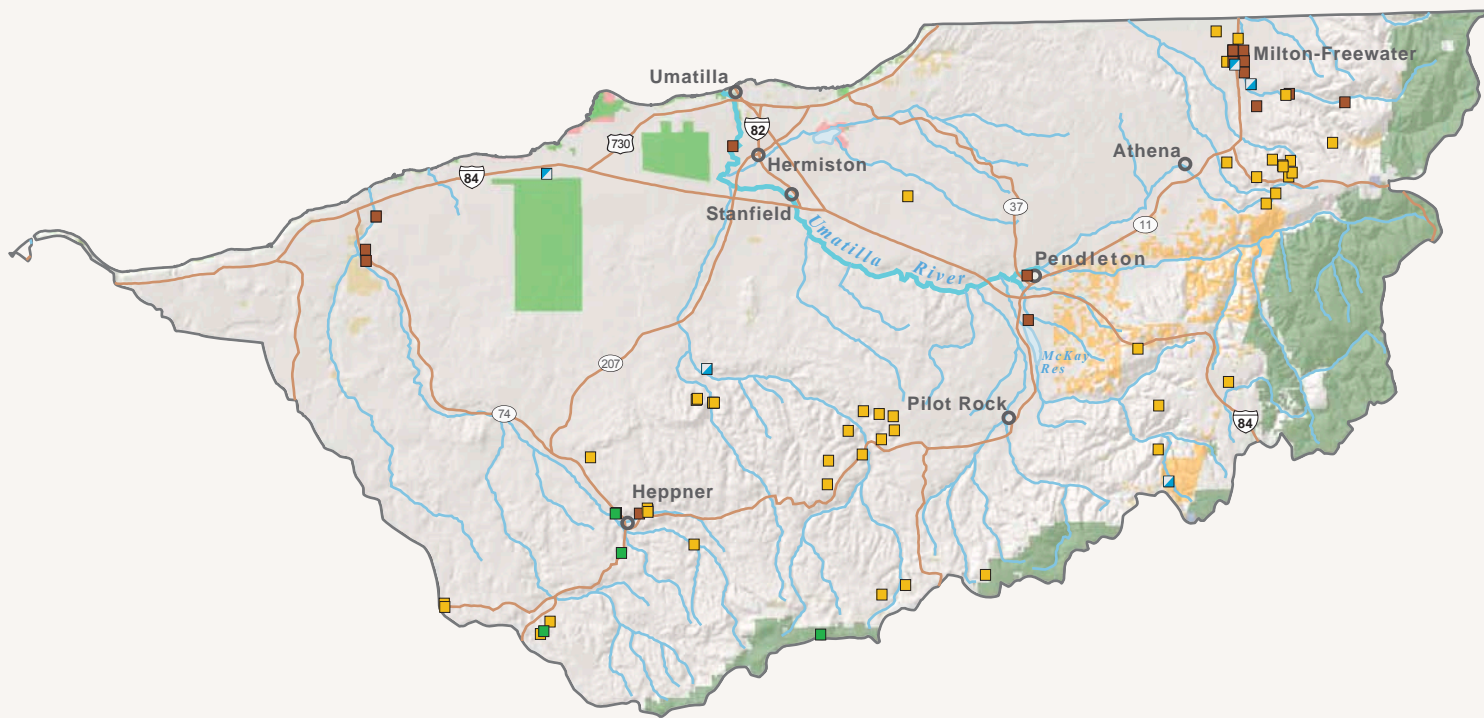 Milton-Freewater
Umatilla
82
730
Hermiston
Athena
84
Stanfield
37
11
Umatilla River
Pendleton
McKay
Res
207
74
Pilot Rock
84
Heppner